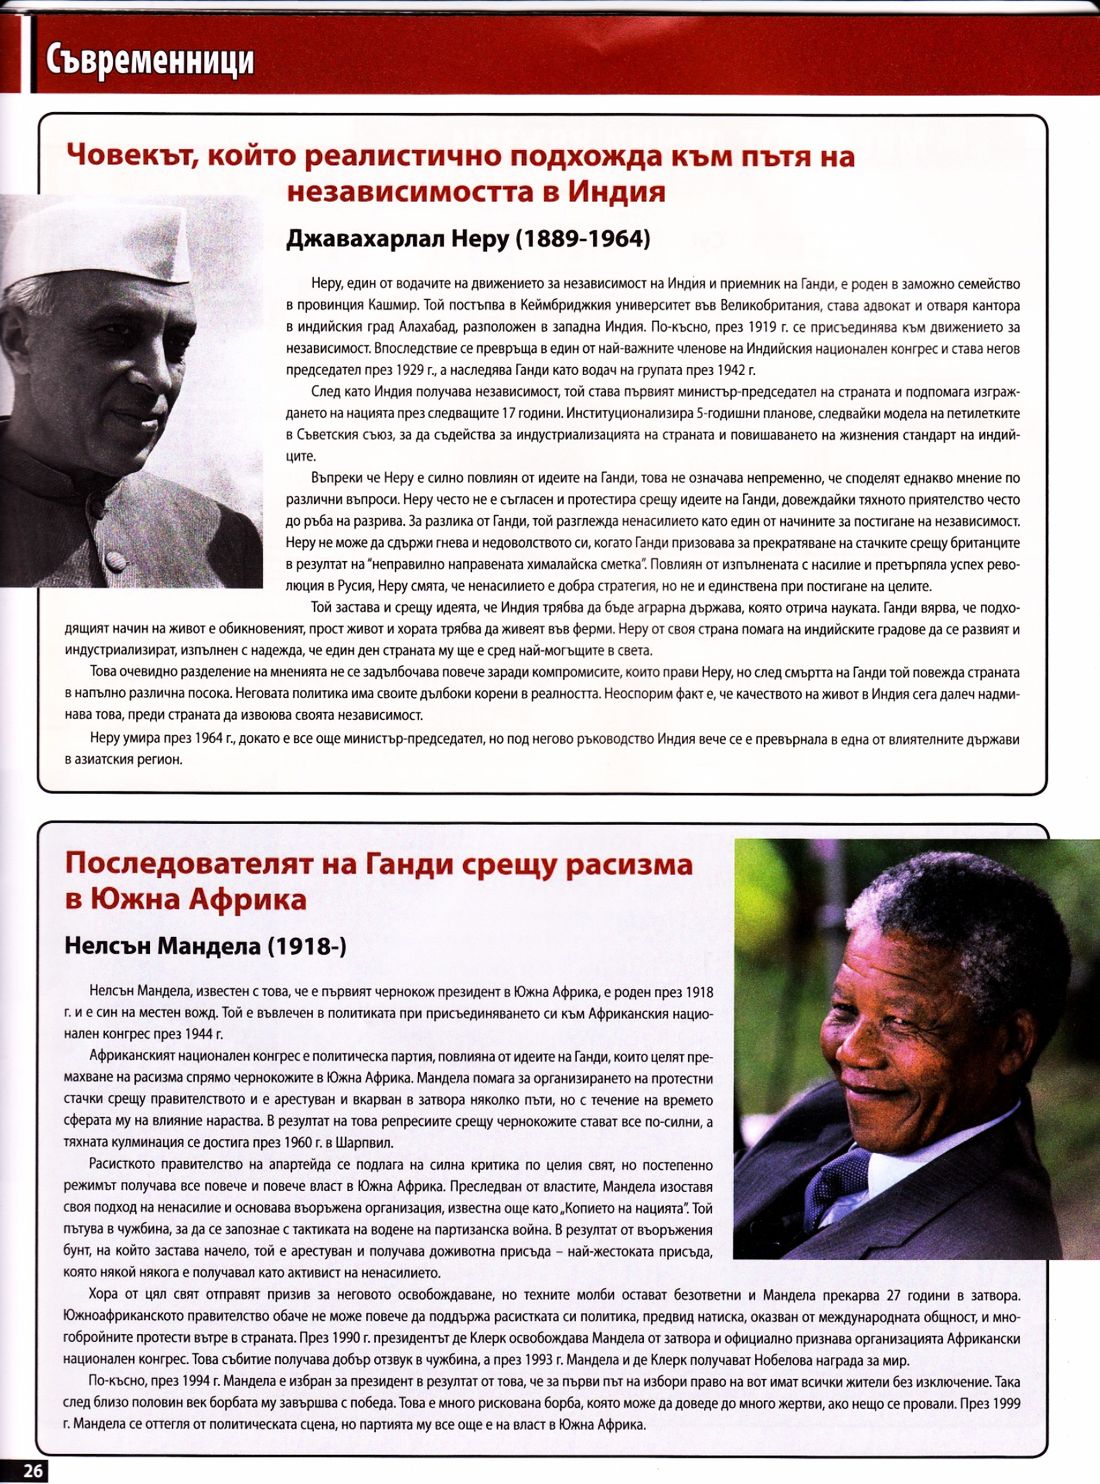 Съвременници
Човекът, който реалистично подхожда към пътя на
независимостта в Индия
Джавахарлал Неру (1889-1964)
Неру, един от водачите на движението за независимост на Индия и приемник на Ганди, е роден в заможно семейство
в провинция Кашмир. Той постъпва в Кеймбриджкия университет във Великобритания, става адвокат и отваря кантора
в индийския град Алахабад, разположен в западна Индия. По-късно, през 1919 г. се присъединява към движението за
независимост. Впоследствие се превръща в един от най-важните членове на Индийския национален конгрес и става негов
председател през 1929 г., а наследява Ганди като водач на групата през 1942 г.
След като Индия получава независимост, той става първият министър-председател на страната и подпомага изграж-
дането на нацията през следващите 17 години. Институционализира 5-годишни планове, следвайки модела на петилетките
в Съветския съюз, за да съдейства за индустриализацията на страната и повишаването на жизнения стандарт на индий-
ците.
Въпреки че Неру е силно повлиян от идеите на Ганди, това не означава непременно, че споделят еднакво мнение по
различни въпроси. Неру често не е съгласен и протестира срещу идеите на Ганди, довеждайки тяхното приятелство често
до ръба на разрива. За разлика от Ганди, той разглежда ненасилието като един от начините за постигане на независимост.
Неру не може да сдържи гнева и недоволството си, когато Ганди призовава за прекратяване на стачките срещу британците
в резултат на "неправилно направената хималайска сметка". Повлиян от изпълнената с насилие и претърпяла успех рево-
люция в Русия, Неру смята, че ненасилието е добра стратегия, но не и единствена при постигане на целите.
Той застава и срещу идеята, че Индия трябва да бъде аграрна държава, която отрича науката. Ганди вярва, че подхо-
дящият начин на живот е обикновеният, прост живот и хората трябва да живеят във ферми. Неру от своя страна помага на индийските градове да се развият и
индустриализират, изпълнен с надежда, че един ден страната му ще е сред най-могъщите в света.
Това очевидно разделение на мненията не се задълбочава повече заради компромисите, които прави Неру, но след смъртта на Ганди той повежда страната
в напълно различна посока. Неговата политика има своите дълбоки корени в реалността. Неоспорим факт е, че качеството на живот в Индия сега далеч надми-
нава това, преди страната да извоюва своята независимост.
Неру умира през 1964 г., докато е все още министър-председател, но под негово ръководство Индия вече се е превърнала в една от влиятелните държави
в азиатския регион.
Последователят на Ганди срещу расизма
в Южна Африка
Нелсън Мандела (1918-)
Нелсън Мандела, известен с това, че е първият чернокож президент в Южна Африка, е роден през 1918
г. и е син на местен вожд. Той е въвлечен в политиката при присъединяването си към Африканския нацио-
нален конгрес през 1944 г.
Африканският национален конгрес е политическа партия, повлияна от идеите на Ганди, които целят пре-
махване на расизма спрямо чернокожите в Южна Африка. Мандела помага за организирането на протестни
стачки срещу правителството и е арестуван и вкарван в затвора няколко пъти, но с течение на времето
сферата му на влияние нараства. В резултат на това репресиите срещу чернокожите стават все по-силни, а
тяхната кулминация се достига през 1960 г. в Шарпвил.
Расисткото правителство на апартейда се подлага на силна критика по целия свят, но постепенно
режимът получава все повече и повече власт в Южна Африка. Преследван от властите, Мандела изоставя
своя подход на ненасилие и основава въоръжена организация, известна още като „Копието на нацията". Той
пътува в чужбина, за да се запознае с тактиката на водене на партизанска война. В резултат от въоръжения
бунт, на който застава начело, той е арестуван и получава доживотна присъда – най-жестоката присъда,
която някой някога е получавал като активист на ненасилието.
Хора от цял свят отправят призив за неговото освобождаване, но техните молби остават безответни и Мандела прекарва 27 години в затвора.
Южноафриканското правителство обаче не може повече да поддържа расистката си политика, предвид натиска, оказван от международната общност, и мно-
гобройните протести вътре в страната. През 1990 г. президентът де Клерк освобождава Мандела от затвора и официално признава организацията Африкански
национален конгрес. Това събитие получава добър отзвук в чужбина, а през 1993 г. Мандела и де Клерк получават Нобелова награда за мир.
По-късно, през 1994 г. Мандела е избран за президент в резултат от това, че за първи път на избори право на вот имат всички жители без изключение. Така
след близо половин век борбата му завършва с победа. Това е много рискована борба, която може да доведе до много жертви, ако нещо се провали. През 1999
г. Мандела се оттегля от политическата сцена, но партията му все още е на власт в Южна Африка.
26